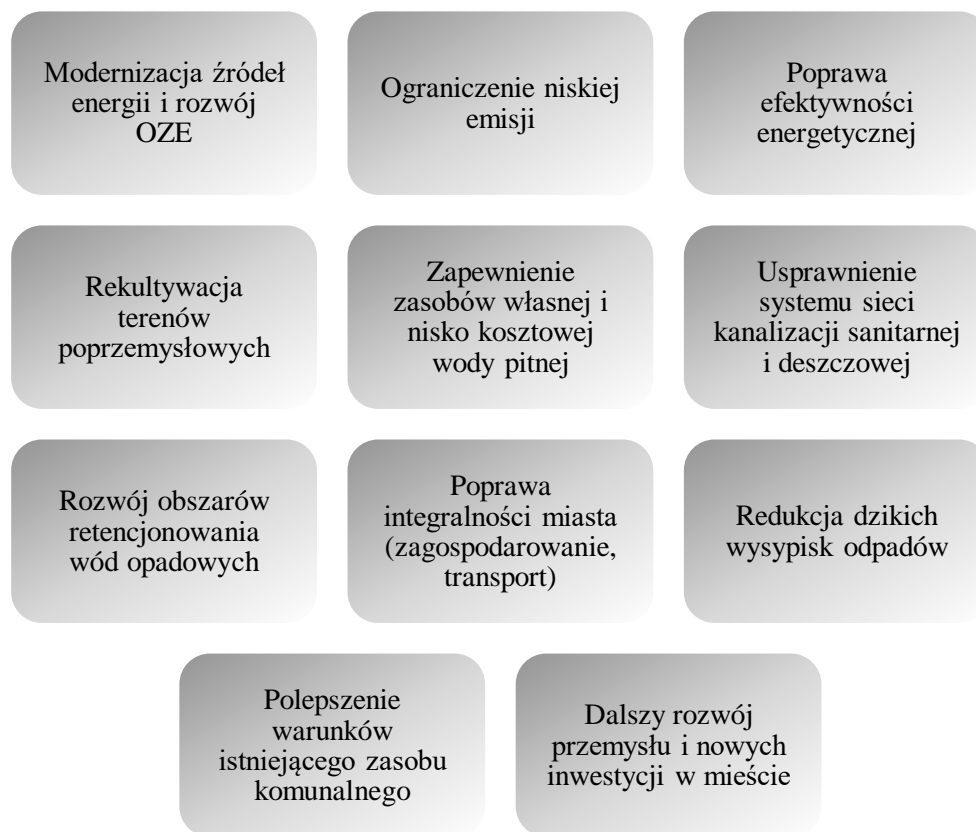 Modernizacja źródeł
energii i rozwój
OZE
Ograniczenie niskiej
emisji
Poprawa
efektywności
energetycznej
Rekultywacja
terenów
poprzemysłowych
Zapewnienie
zasobów własnej i
nisko kosztowej
wody pitnej
Usprawnienie
systemu sieci
kanalizacji sanitarnej
i deszczowej
Rozwój obszarów
retencjonowania
wód opadowych
Poprawa
integralności miasta
(zagospodarowanie,
transport)
Redukcja dzikich
wysypisk odpadów
Polepszenie
warunków
istniejącego zasobu
komunalnego
Dalszy rozwój
przemysłu i nowych
inwestycji w mieście